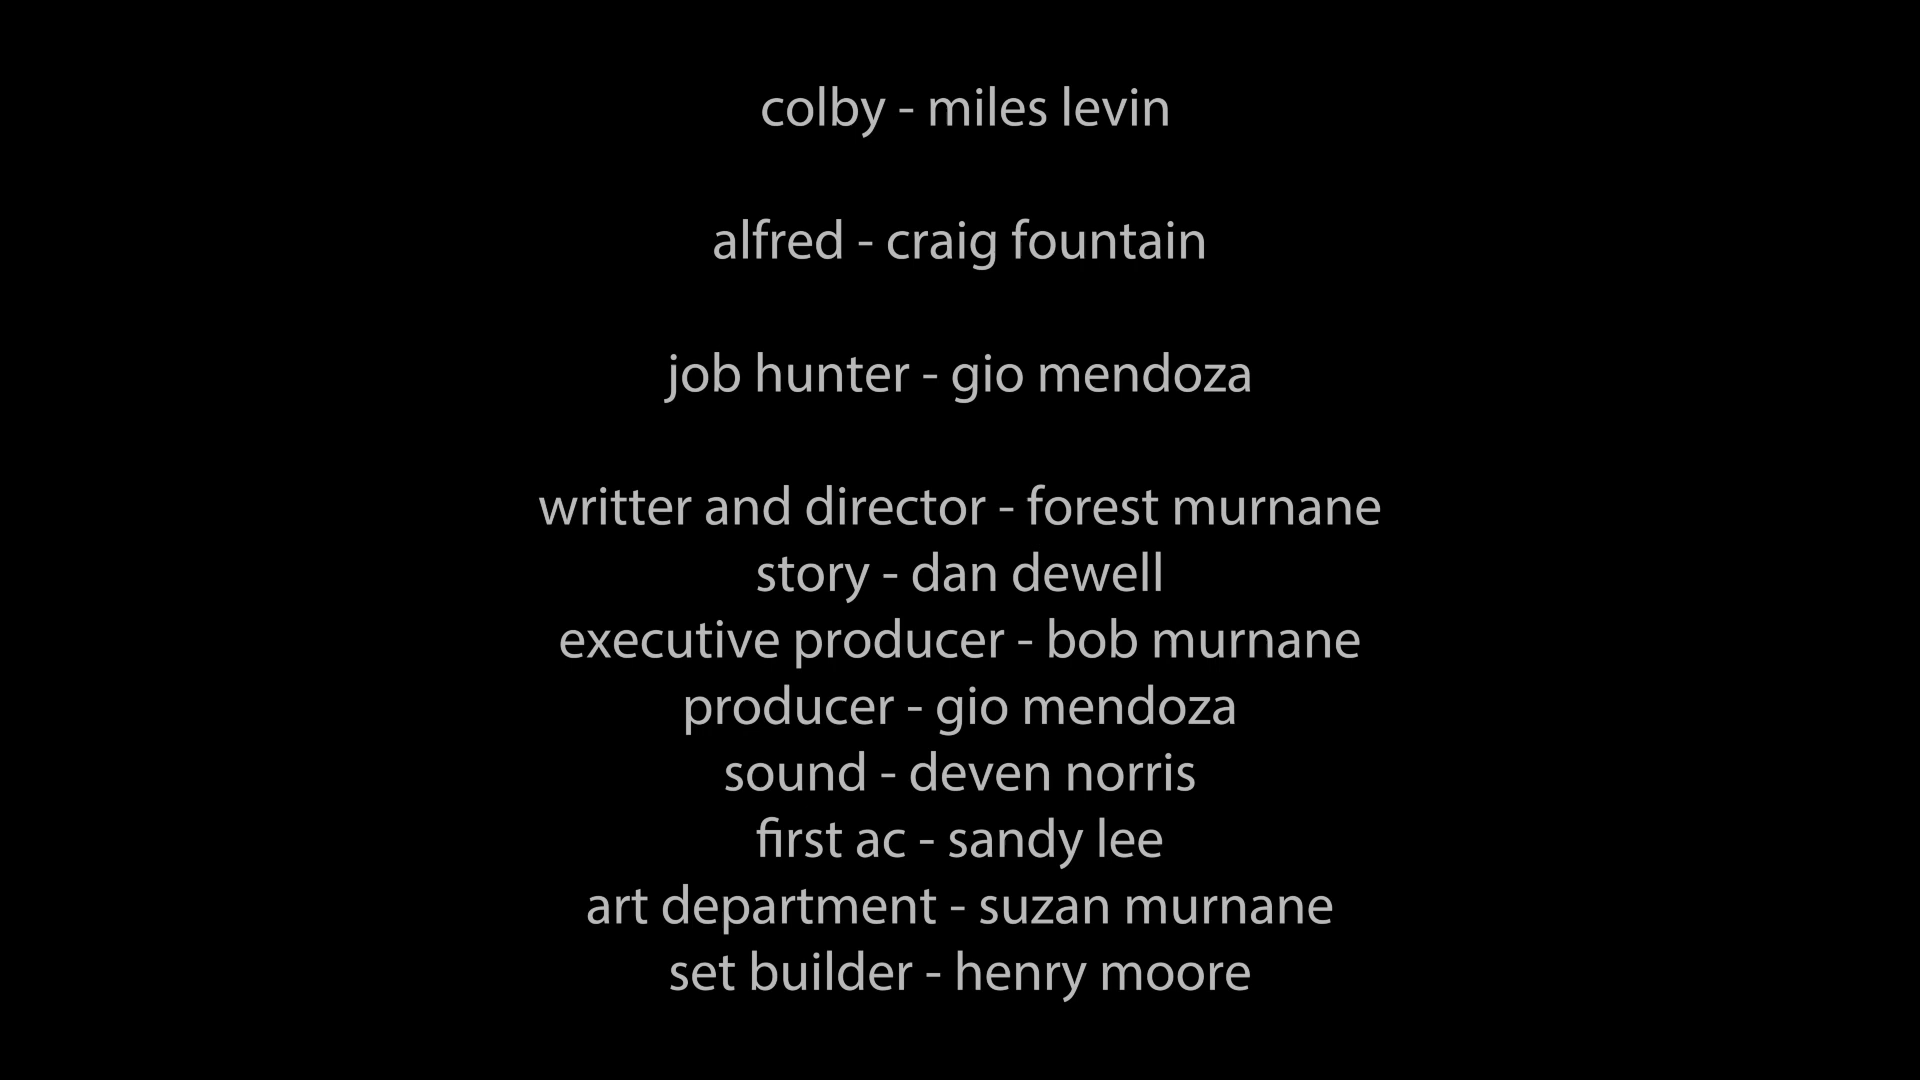 colby - miles levin
alfred - craig fountain
job hunter - gio mendoza
writter and director - forest murnane
story - dan dewell
executive producer - bob murnane
producer - gio mendoza
sound - deven norris
first ac - sandy lee
art department - suzan murnane
set builder - henry moore